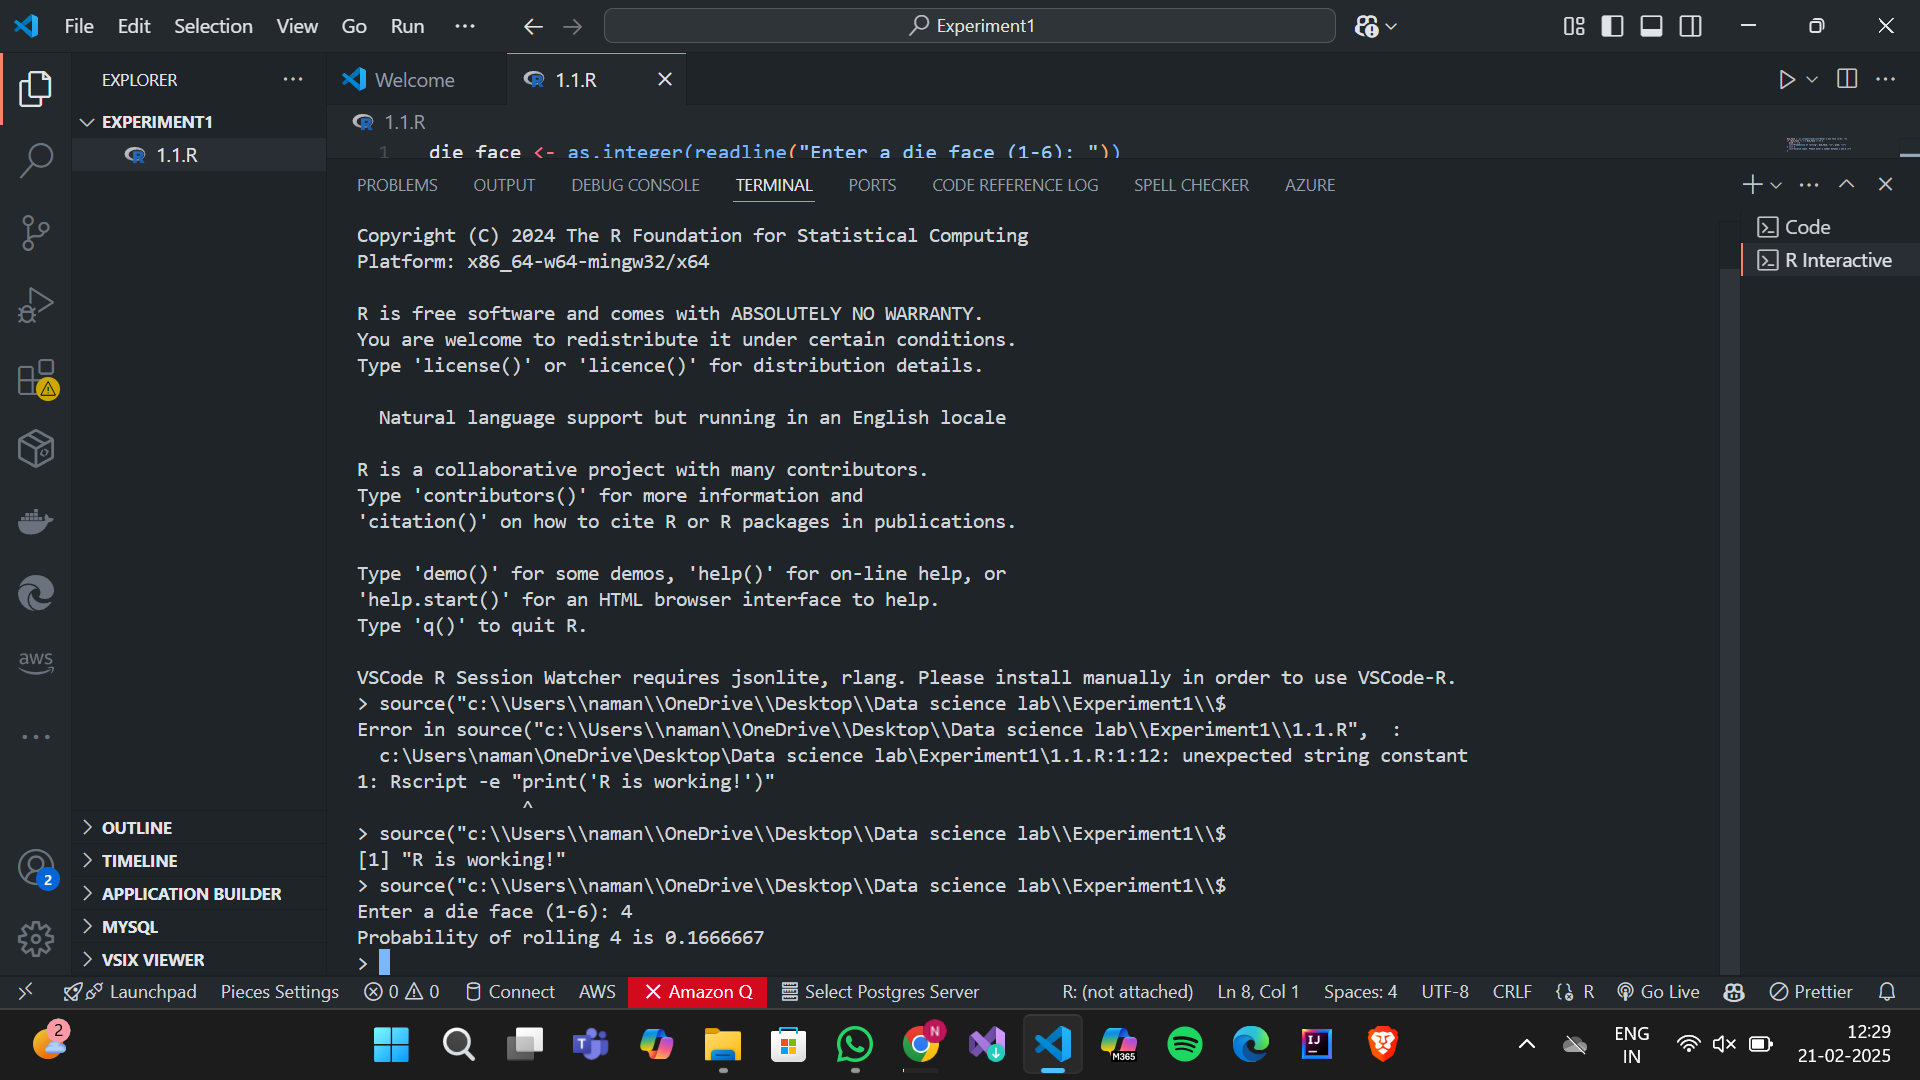 File Edit Selection View Go Run
Experiment1
EXPLORER
Welcome
1.1.R
EXPERIMENT1
1.1.R
1.1.R
1 die_face <- as.integer(readline("Enter a die face (1-6): "))
PROBLEMS OUTPUT DEBUG CONSOLE TERMINAL PORTS CODE REFERENCE LOG SPELL CHECKER AZURE
Code
R Interactive
Copyright (C) 2024 The R Foundation for Statistical Computing
Platform: x86_64-w64-mingw32/x64
R is free software and comes with ABSOLUTELY NO WARRANTY.
You are welcome to redistribute it under certain conditions.
Type 'license()' or 'licence()' for distribution details.
Natural language support but running in an English locale
R is a collaborative project with many contributors.
Type 'contributors()' for more information and
'citation()' on how to cite R or R packages in publications.
Type 'demo()' for some demos, 'help()' for on-line help, or
'help.start()' for an HTML browser interface to help.
Type 'q()' to quit R.
VSCode R Session Watcher requires jsonlite, rlang. Please install manually in order to use VSCode-R.
> source("c:\\Users\\naman\\OneDrive\\Desktop\\Data science lab\\Experiment1\\$
Error in source("c:\\Users\\naman\\OneDrive\\Desktop\\Data science lab\\Experiment1\\1.1.R",  :
c:\Users\naman\OneDrive\Desktop\Data science lab\Experiment1\1.1.R:1:12: unexpected string constant
1: Rscript -e "print('R is working!')"
^
> source("c:\\Users\\naman\\OneDrive\\Desktop\\Data science lab\\Experiment1\\$
[1] "R is working!"
> source("c:\\Users\\naman\\OneDrive\\Desktop\\Data science lab\\Experiment1\\$
Enter a die face (1-6): 4
Probability of rolling 4 is 0.1666667
>
aws
2
OUTLINE
TIMELINE
APPLICATION BUILDER
MYSQL
VSIX VIEWER
Launchpad Pieces Settings 0 0 Connect AWS Amazon Q Select Postgres Server R: (not attached) Ln 8, Col 1 Spaces: 4 UTF-8 CRLF R Go Live Prettier
2
T
N
M365
IJ
ENG
IN
12:29
21-02-2025